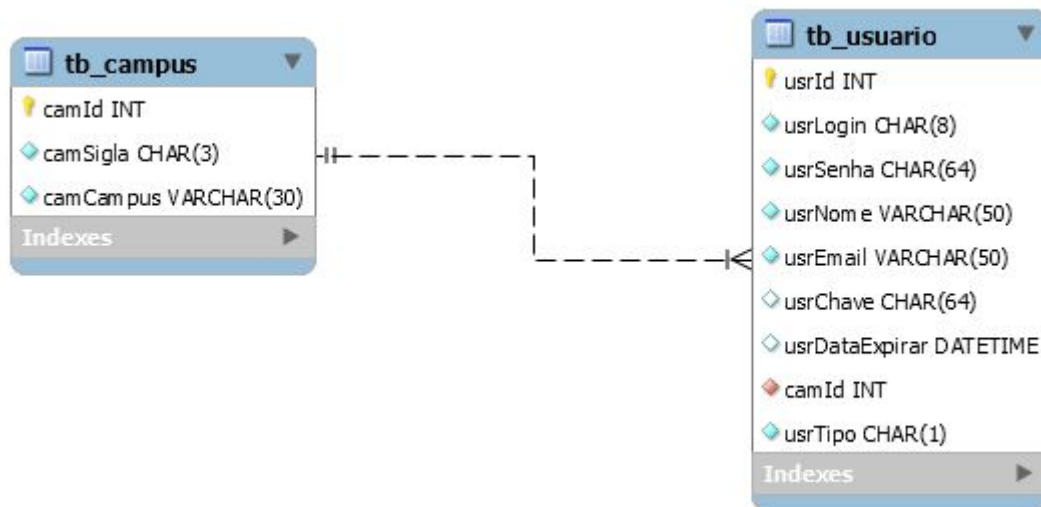 tb_campus
camId INT
camSigla CHAR(3)
camCampus VARCHAR(30)
Indexes
tb_usuario
usrId INT
usrLogin CHAR(8)
usrSenha CHAR(64)
usrNome VARCHAR(50)
usrEmail VARCHAR(50)
usrChave CHAR(64)
usrDataExpirar DATETIME
camId INT
usrTipo CHAR(1)
Indexes